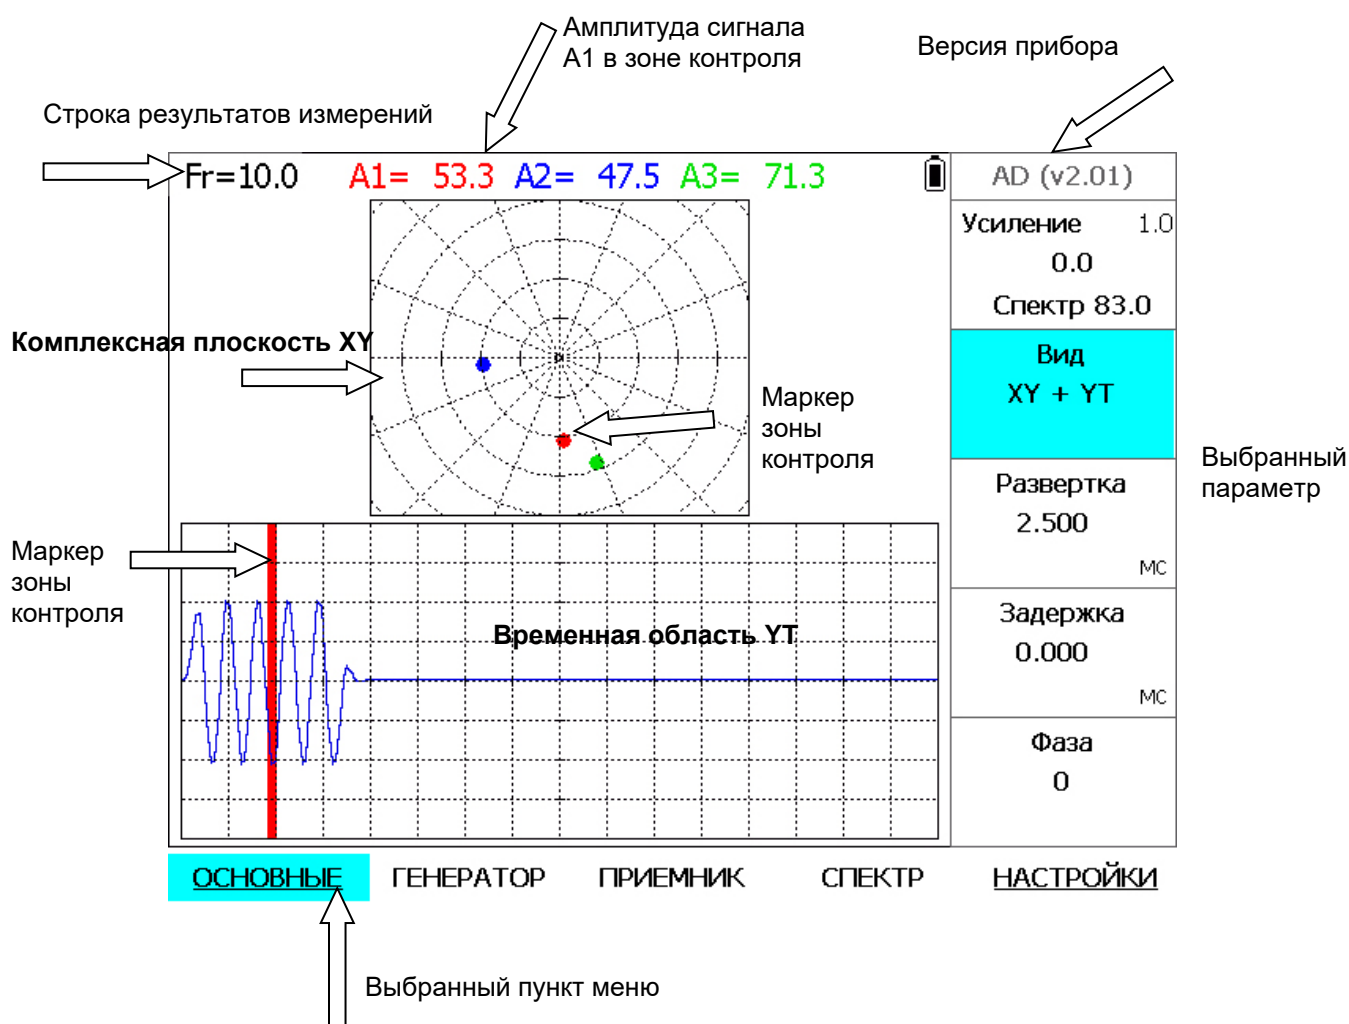 Амплитуда сигнала
А1 в зоне контроля
Версия прибора
Строка результатов измерений
Fr=10.0 A1= 53.3 A2= 47.5 A3= 71.3
AD (v2.01)
Усиление 1.0
0.0
Спектр 83.0
Комплексная плоскость XY
Вид
XY + YT
Маркер
зоны
контроля
Выбранный
параметр
Развертка
2.500
мс
Маркер
зоны
контроля
Временная область YT
Задержка
0.000
мс
Фаза
0
ОСНОВНЫЕ ГЕНЕРАТОР ПРИЕМНИК СПЕКТР НАСТРОЙКИ
Выбранный пункт меню